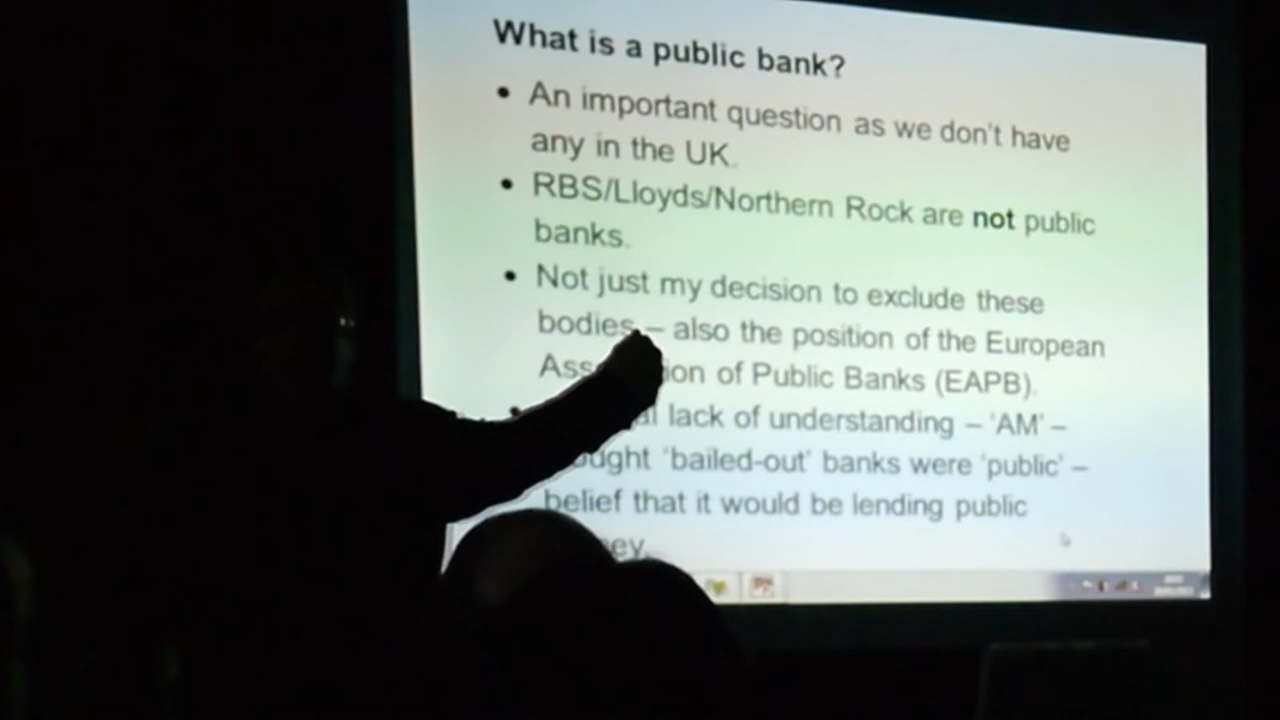 What is a public bank?
• An important question as we don't have
any in the UK.
• RBS/Lloyds/Northern Rock are not public
banks.
• Not just my decision to exclude these
bodies – also the position of the European
of Public Banks (EAPB).
lack of understanding – 'AM' –
'bailed-out' banks were 'public' –
belief that it would be lending public